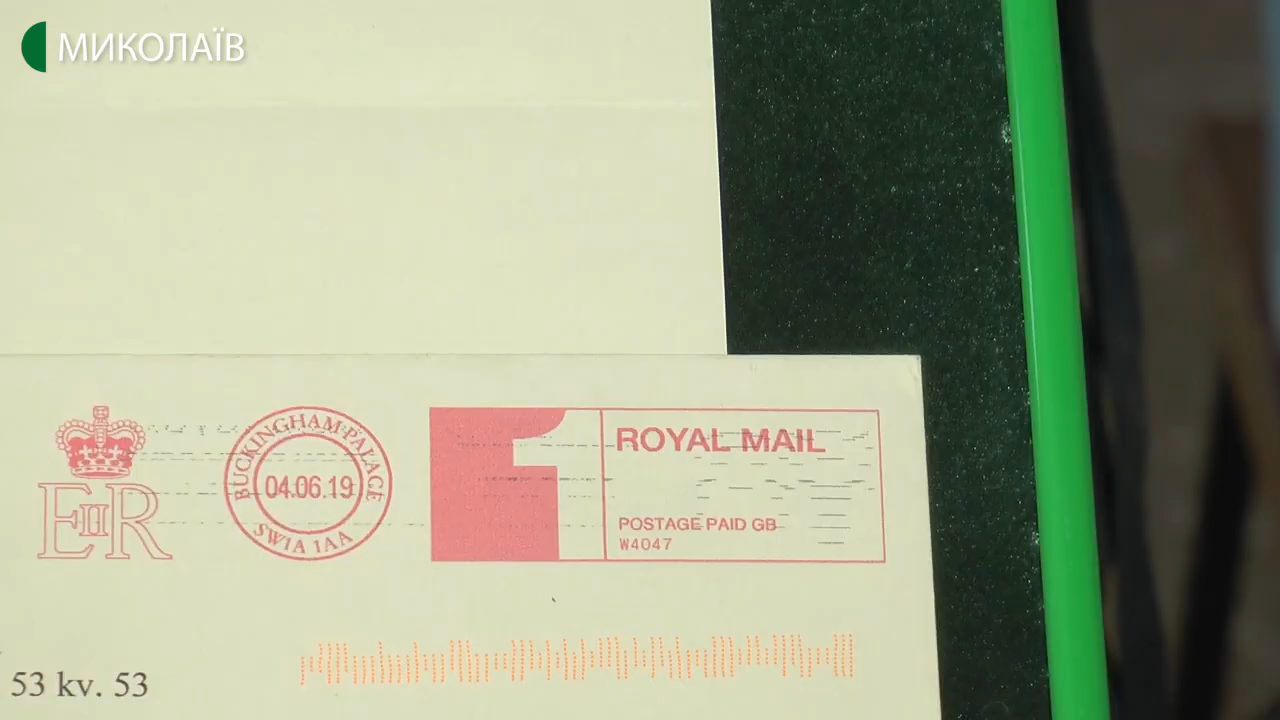 МИКОЛАЇВ
EIIR
BUCKINGHAM PALACE
04.06.19
SW1A 1AA
1
ROYAL MAIL
POSTAGE PAID GB
W4047
53 kv. 53